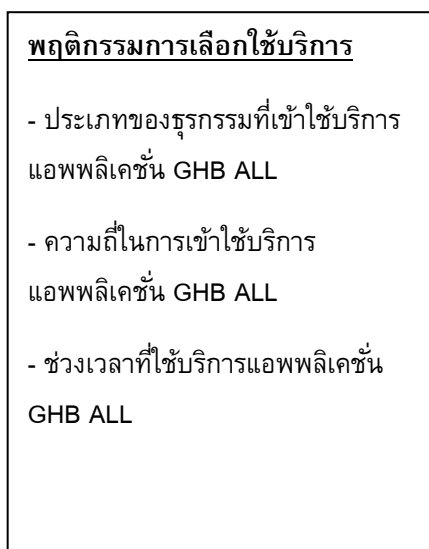 พฤติกรรมการเลือกใช้บริการ
- ประเภทของธุรกรรมที่เข้าใช้บริการ
แอพพลิเคชั่น GHB ALL
- ความถี่ในการเข้าใช้บริการ
แอพพลิเคชั่น GHB ALL
- ช่วงเวลาที่ใช้บริการแอพพลิเคชั่น
GHB ALL